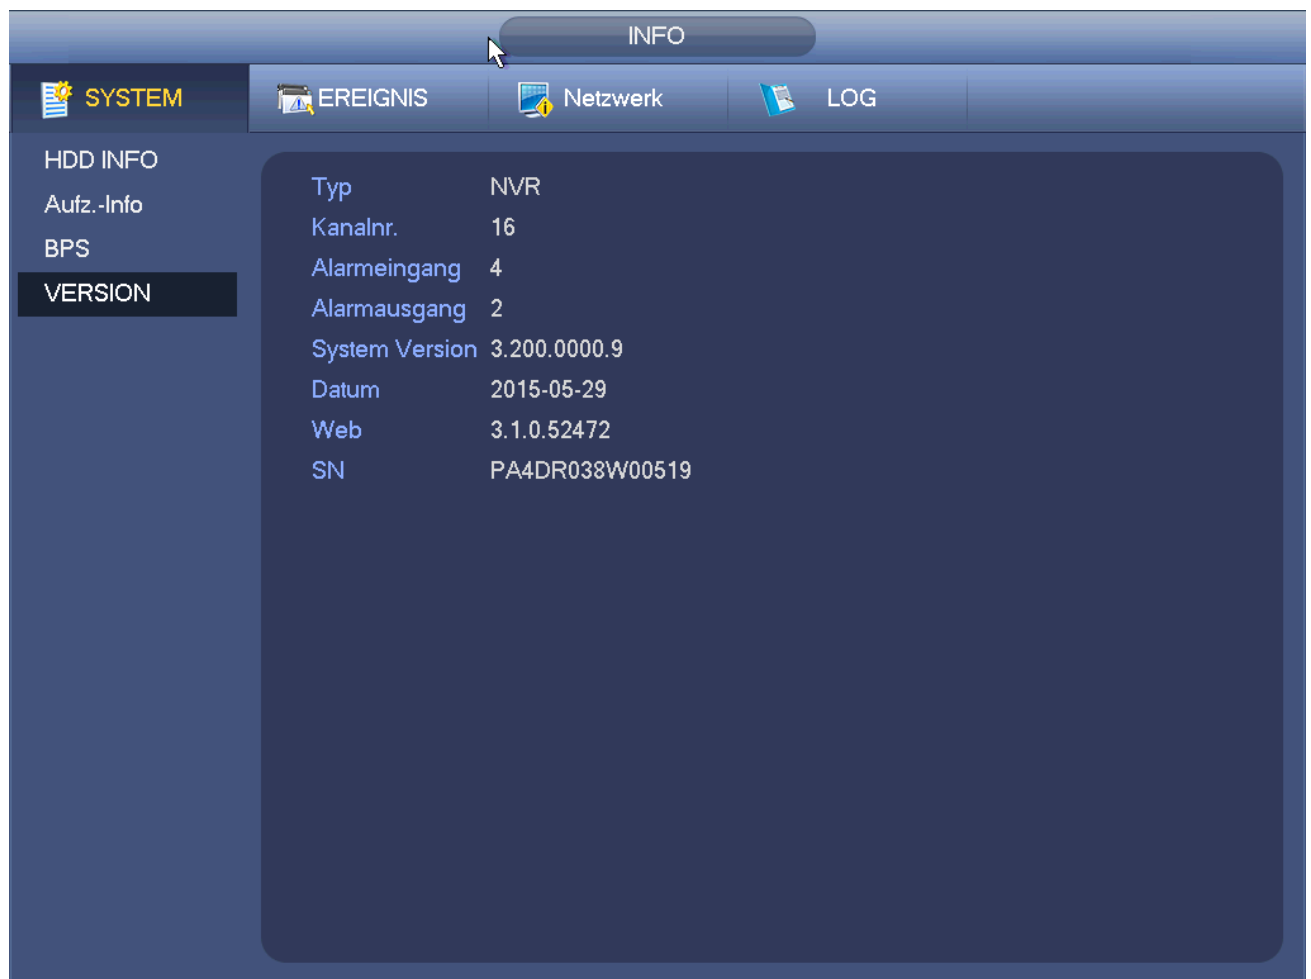 INFO
SYSTEM EREIGNIS Netzwerk LOG
HDD INFO
Aufz.-Info
BPS
VERSION
Typ NVR
Kanalnr. 16
Alarmeingang 4
Alarmausgang 2
System Version 3.200.0000.9
Datum 2015-05-29
Web 3.1.0.52472
SN PA4DR038W00519